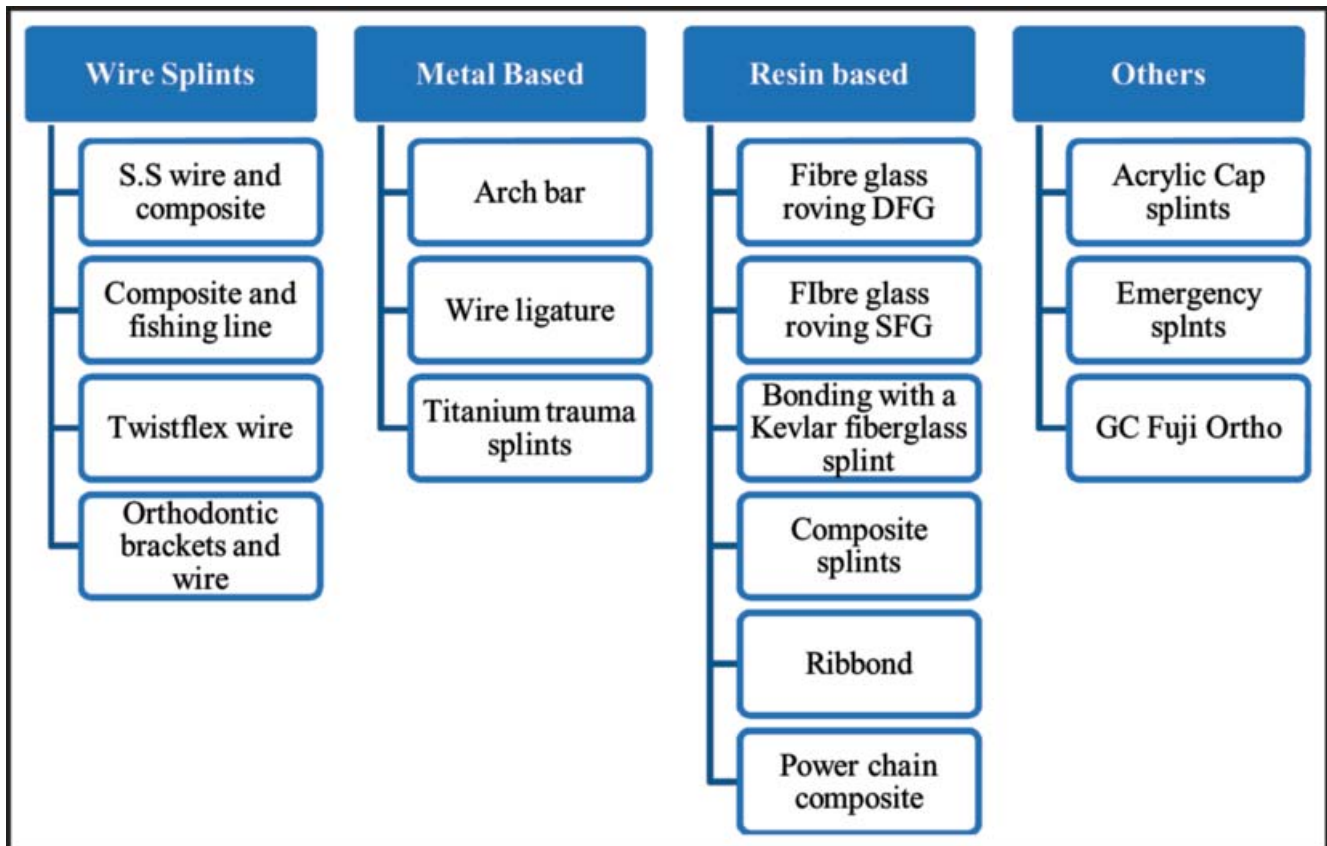 Wire Splints
S.S wire and
composite
Composite and
fishing line
Twistflex wire
Orthodontic
brackets and
wire
Metal Based
Arch bar
Wire ligature
Titanium trauma
splints
Resin based
Fibre glass
roving DFG
FIbre glass
roving SFG
Bonding with a
Kevlar fiberglass
splint
Composite
splints
Ribbond
Power chain
composite
Others
Acrylic Cap
splints
Emergency
splnts
GC Fuji Ortho